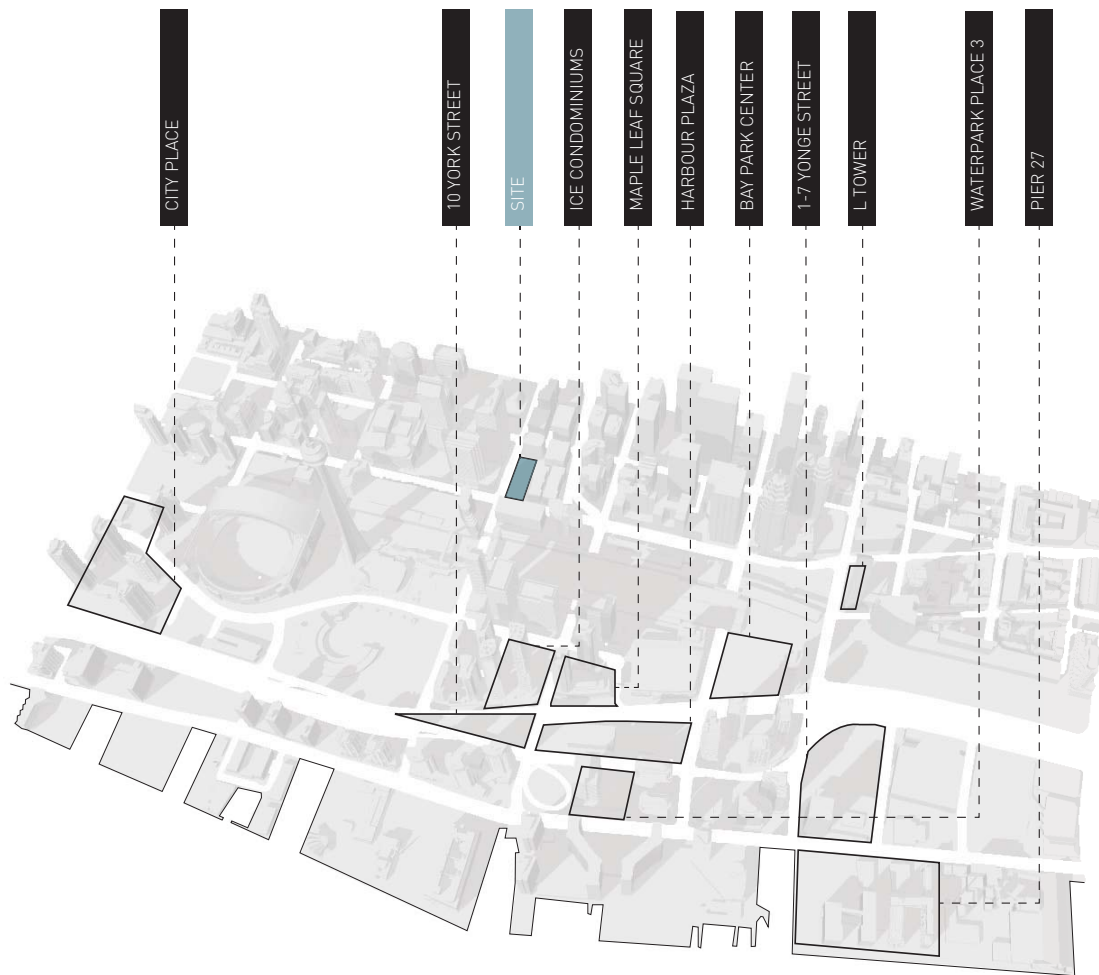 CITY PLACE
10 YORK STREET
SITE
ICE CONDOMINIUMS
MAPLE LEAF SQUARE
HARBOUR PLAZA
BAY PARK CENTER
1-7 YONGE STREET
L TOWER
WATERPARK PLACE 3
PIER 27